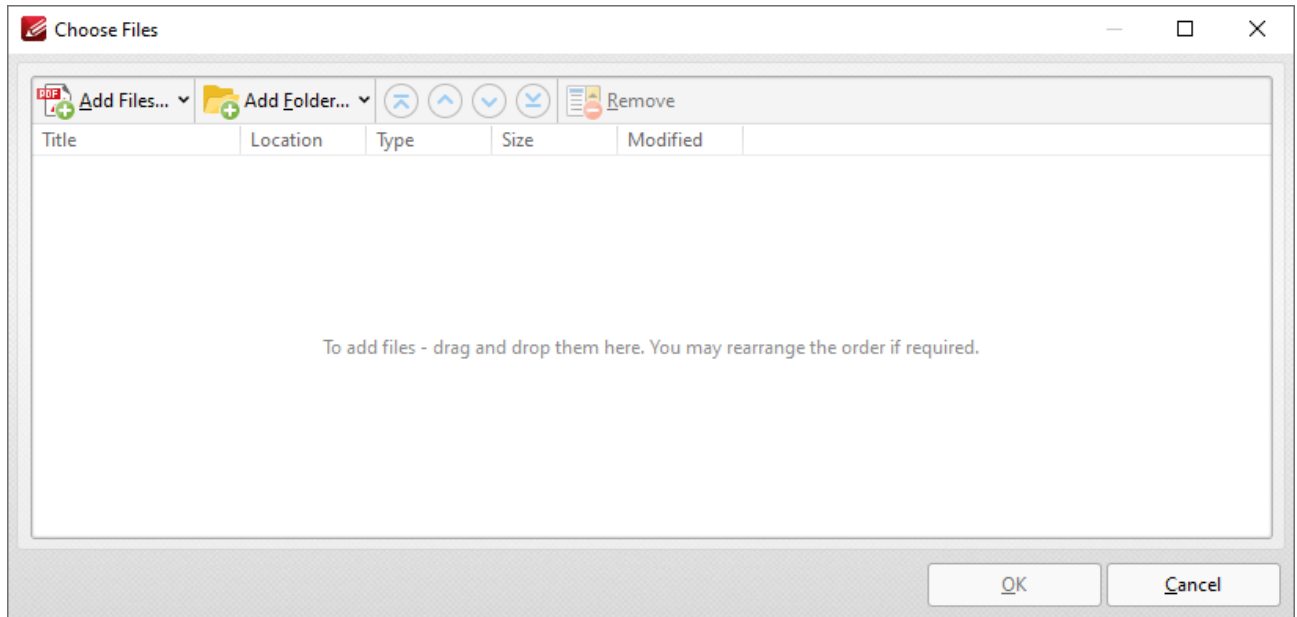 Choose Files
PDF Add Files... Add Folder... Remove
Title Location Type Size Modified
To add files - drag and drop them here. You may rearrange the order if required.
OK Cancel